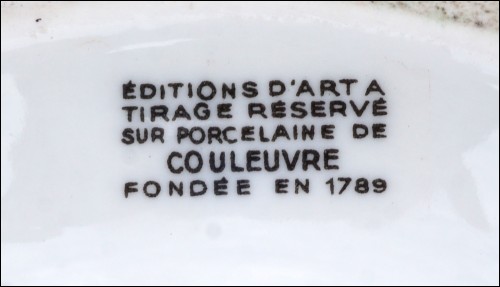 ÉDITIONS D'ART A
TIRAGE RÉSERVÉ
SUR PORCELAINE DE
COULEUVRE
FONDÉE EN 1789